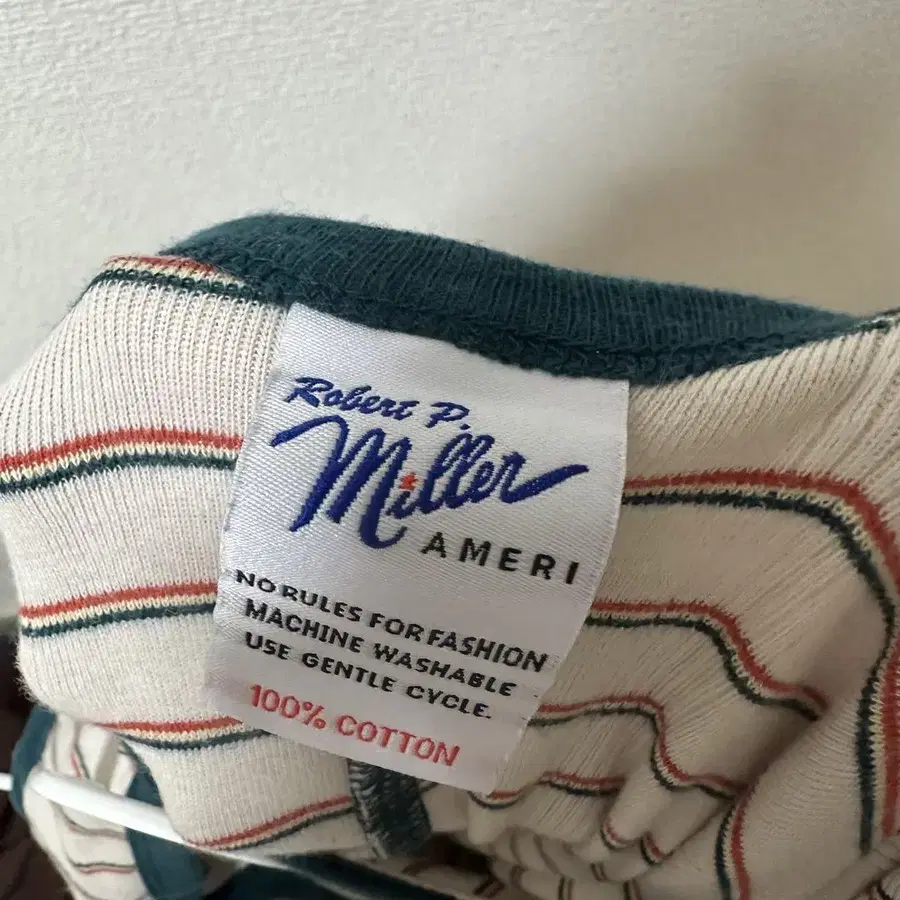 Robert P.
Miller
AMERI
NO RULES FOR FASHION
MACHINE WASHABLE
USE GENTLE CYCLE.
100% COTTON